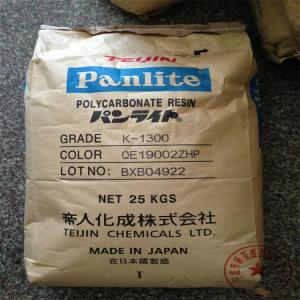 TEIJIN
Panlite
POLYCARBONATE RESIN
パンライト
GRADE K-1300
COLOR QE19002ZHP
LOT NO: BXB04922
NET 25 KGS
帝人化成株式会社
TEIJIN CHEMICALS LTD.
MADE IN JAPAN
在日本國製造
I